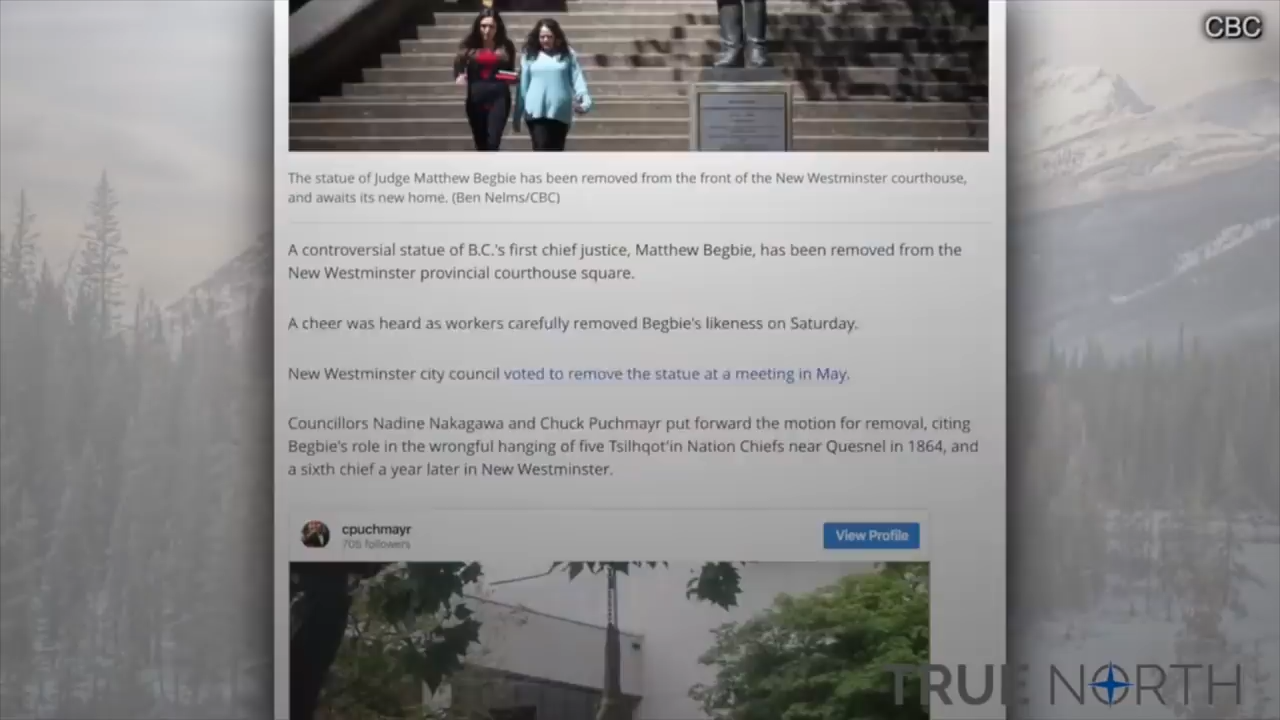 CBC
The statue of Judge Matthew Begbie has been removed from the front of the New Westminster courthouse,
and awaits its new home. (Ben Nelms/CBC)
A controversial statue of B.C.'s first chief justice, Matthew Begbie, has been removed from the
New Westminster provincial courthouse square.
A cheer was heard as workers carefully removed Begbie's likeness on Saturday.
New Westminster city council voted to remove the statue at a meeting in May.
Councillors Nadine Nakagawa and Chuck Puchmayr put forward the motion for removal, citing
Begbie's role in the wrongful hanging of five Tsilhqot'in Nation Chiefs near Quesnel in 1864, and
a sixth chief a year later in New Westminster.
cpuchmayr
View Profile
705 followers
TRUE NORTH